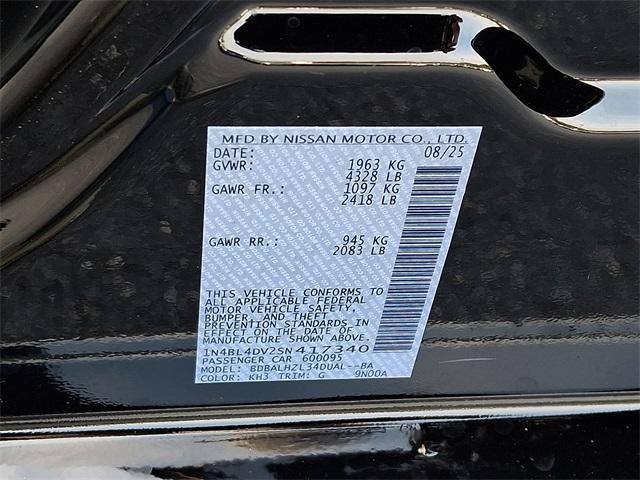 MFD BY NISSAN MOTOR CO., LTD.
DATE: 08/25
GVWR: 1963 KG
4328 LB
GAWR FR.: 1097 KG
2418 LB
GAWR RR.: 945 KG
2083 LB
THIS VEHICLE CONFORMS TO
ALL APPLICABLE FEDERAL
MOTOR VEHICLE SAFETY,
BUMPER, AND THEFT
PREVENTION STANDARDS IN
EFFECT ON THE DATE OF
MANUFACTURE SHOWN ABOVE.
1N4BL4DV2SN417340
PASSENGER CAR 600095
MODEL: BDBALHZL34DUAL--BA
COLOR: KH3 TRIM: G 9N00A